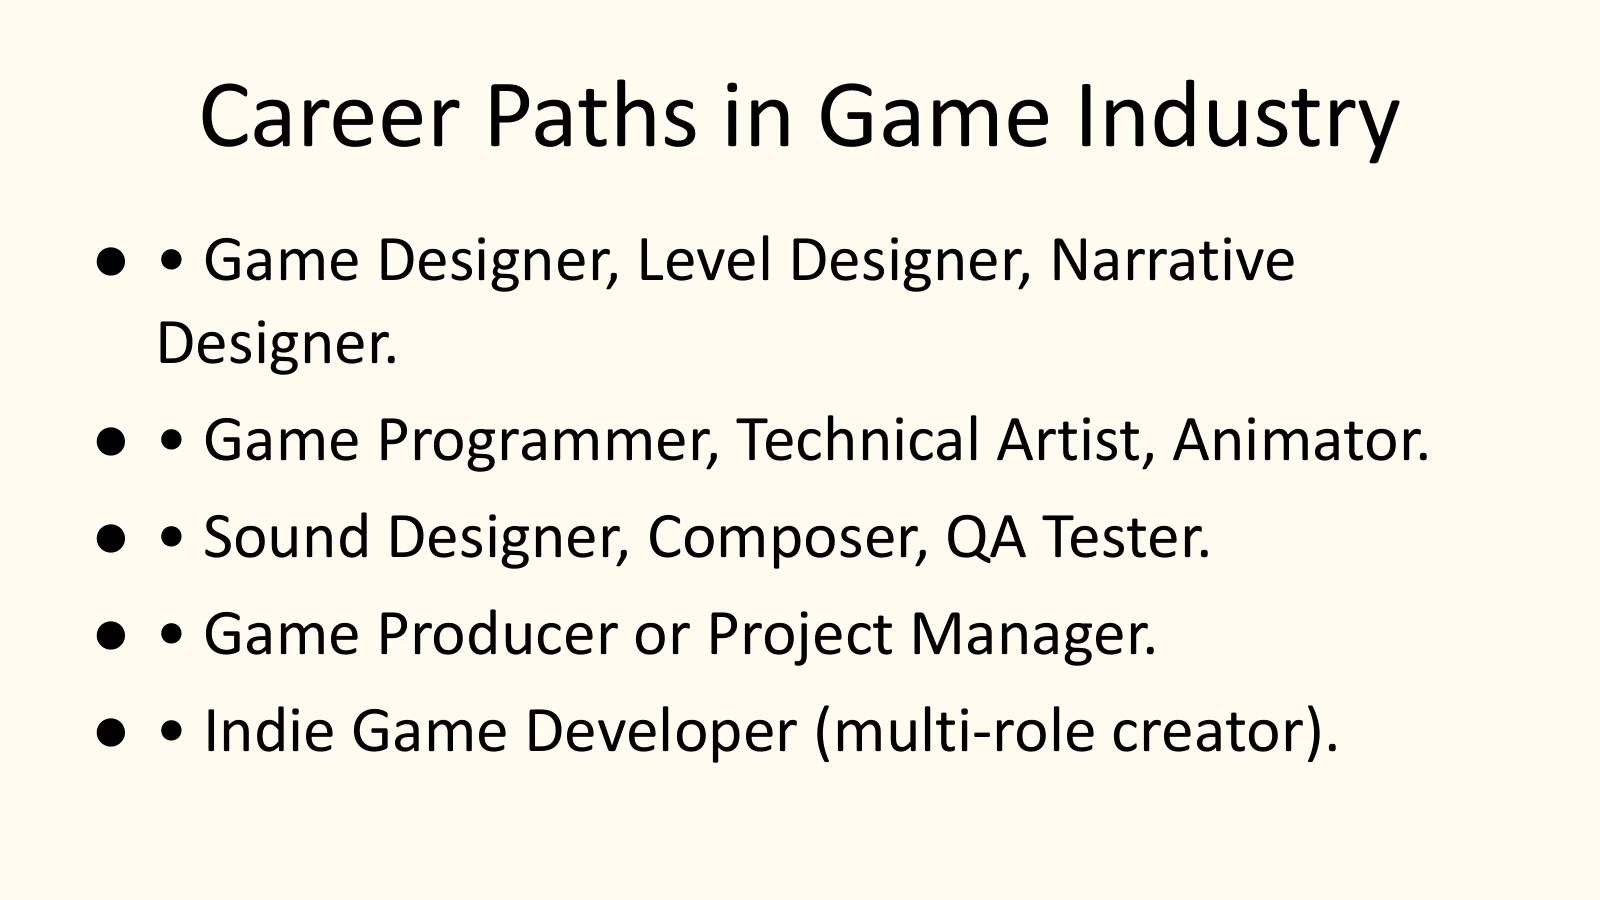 Career Paths in Game Industry
● • Game Designer, Level Designer, Narrative
Designer.
● • Game Programmer, Technical Artist, Animator.
● • Sound Designer, Composer, QA Tester.
● • Game Producer or Project Manager.
● • Indie Game Developer (multi-role creator).